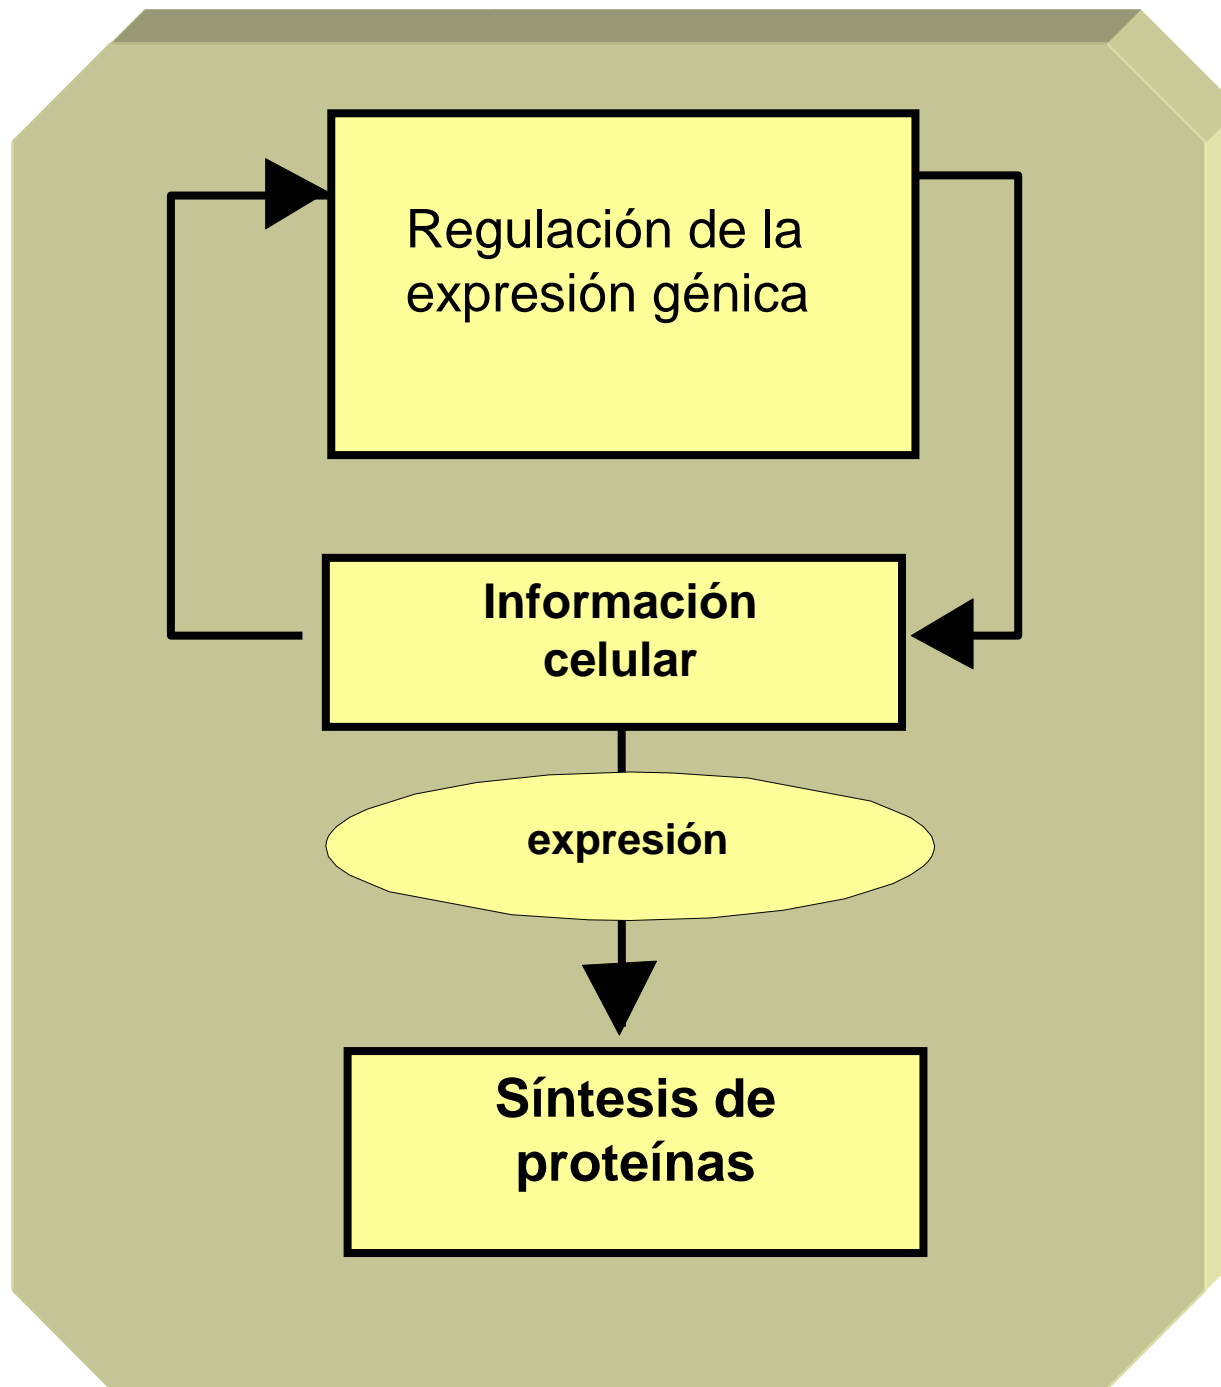 Regulación de la
expresión génica
Información
celular
expresión
Síntesis de
proteínas